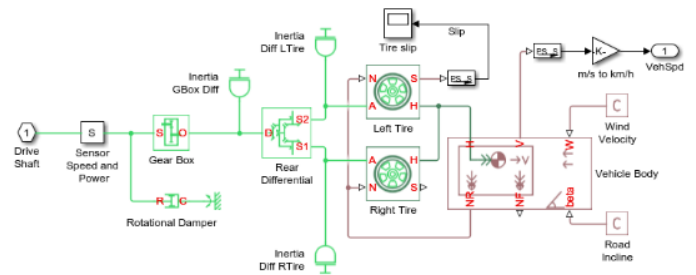 Inertia
Diff LTire
Tire slip
Slip
PS S
-K-
1
m/s to km/h
VehSpd
Inertia
GBox Diff
N
S
PS S
A
H
Left Tire
C
Wind
Velocity
1
Drive
Shaft
S
Sensor
Speed and
Power
S
O
Gear Box
D
S2
S1
Rear
Differential
H
V
W
V
NR
NF
beta
Vehicle Body
A
H
N
S
Right Tire
R
C
Rotational Damper
Inertia
Diff RTire
C
Road
Incline